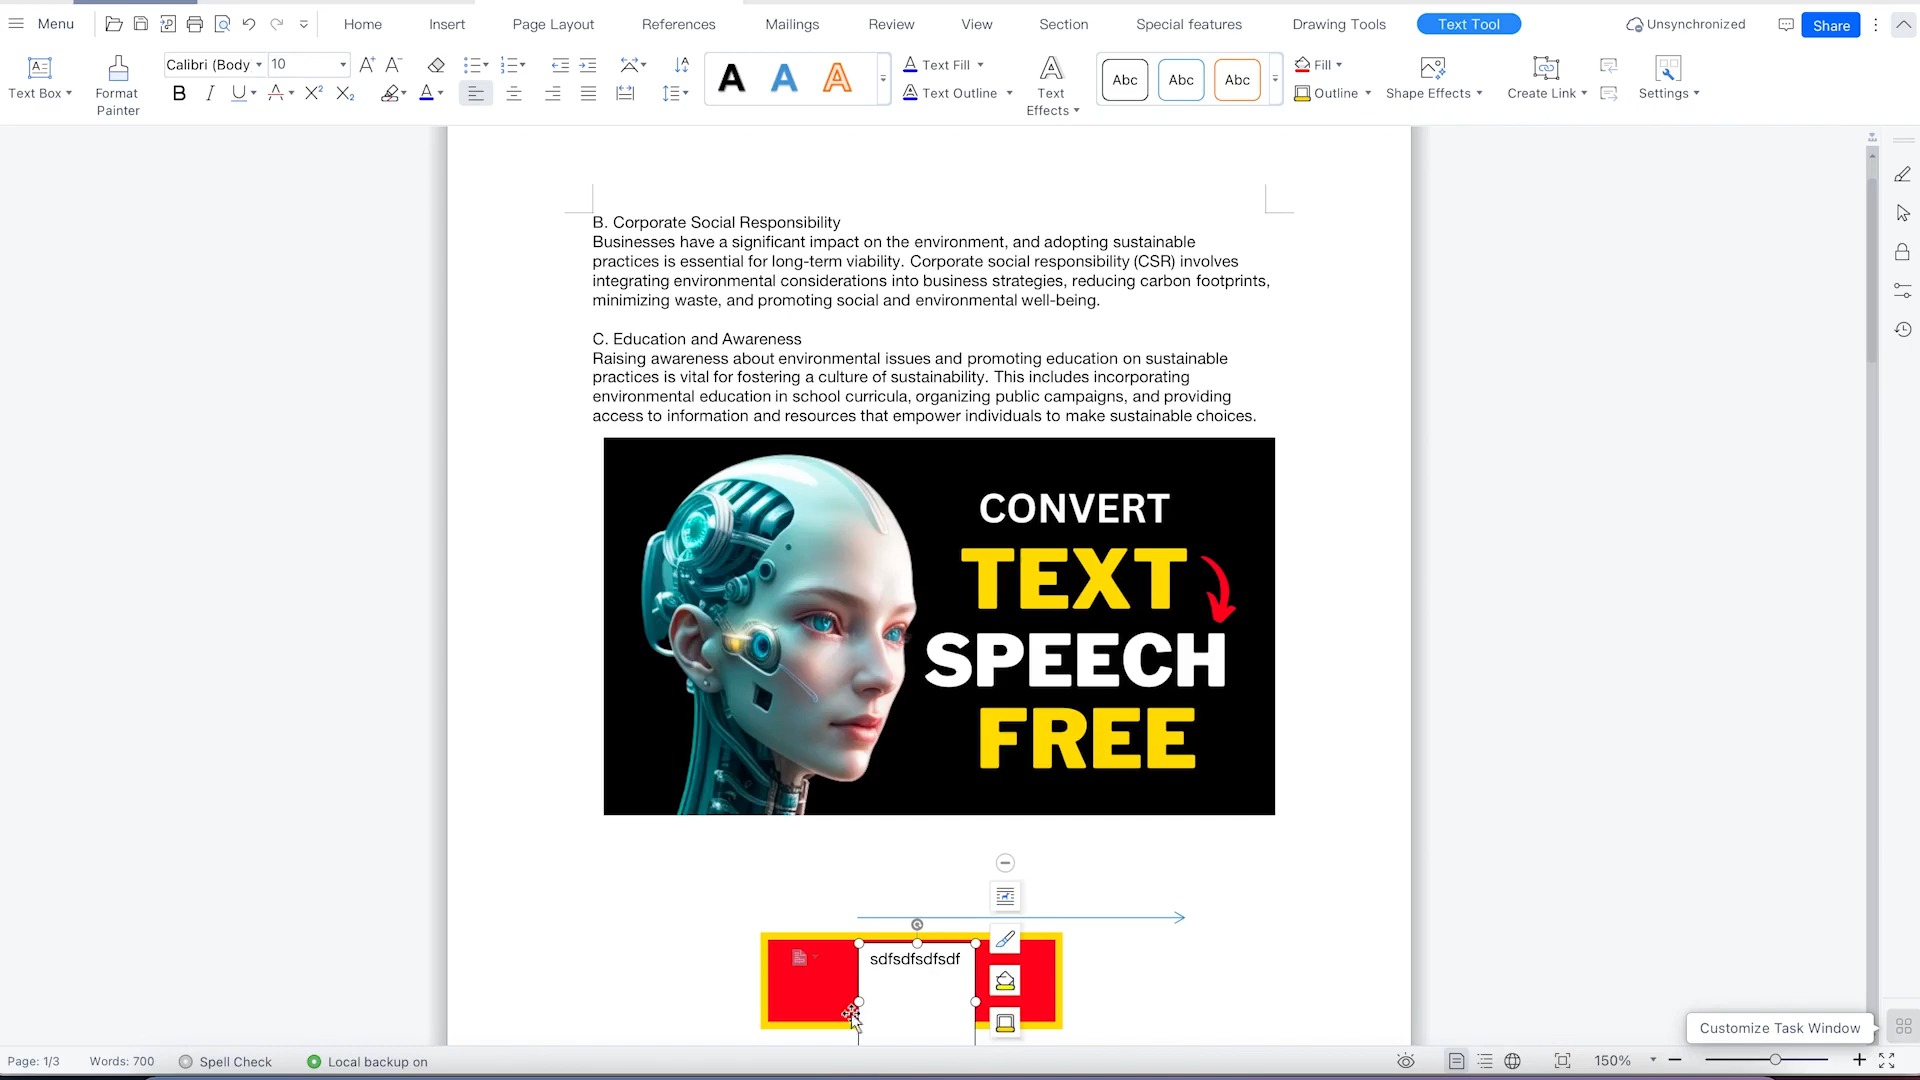 Menu
Home Insert Page Layout References Mailings Review View Section Special features Drawing Tools Text Tool
Unsynchronized Share
Text Box
Format
Painter
Calibri (Body 10
Text Fill
Text Outline
Text
Effects
Abc Abc Abc
Fill
Outline
Shape Effects
Create Link
Settings
B. Corporate Social Responsibility
Businesses have a significant impact on the environment, and adopting sustainable
practices is essential for long-term viability. Corporate social responsibility (CSR) involves
integrating environmental considerations into business strategies, reducing carbon footprints,
minimizing waste, and promoting social and environmental well-being.
C. Education and Awareness
Raising awareness about environmental issues and promoting education on sustainable
practices is vital for fostering a culture of sustainability. This includes incorporating
environmental education in school curricula, organizing public campaigns, and providing
access to information and resources that empower individuals to make sustainable choices.
CONVERT
TEXT
SPEECH
FREE
sdfsdfsdfsdf
Customize Task Window
Page: 1/3 Words: 700 Spell Check Local backup on 150%